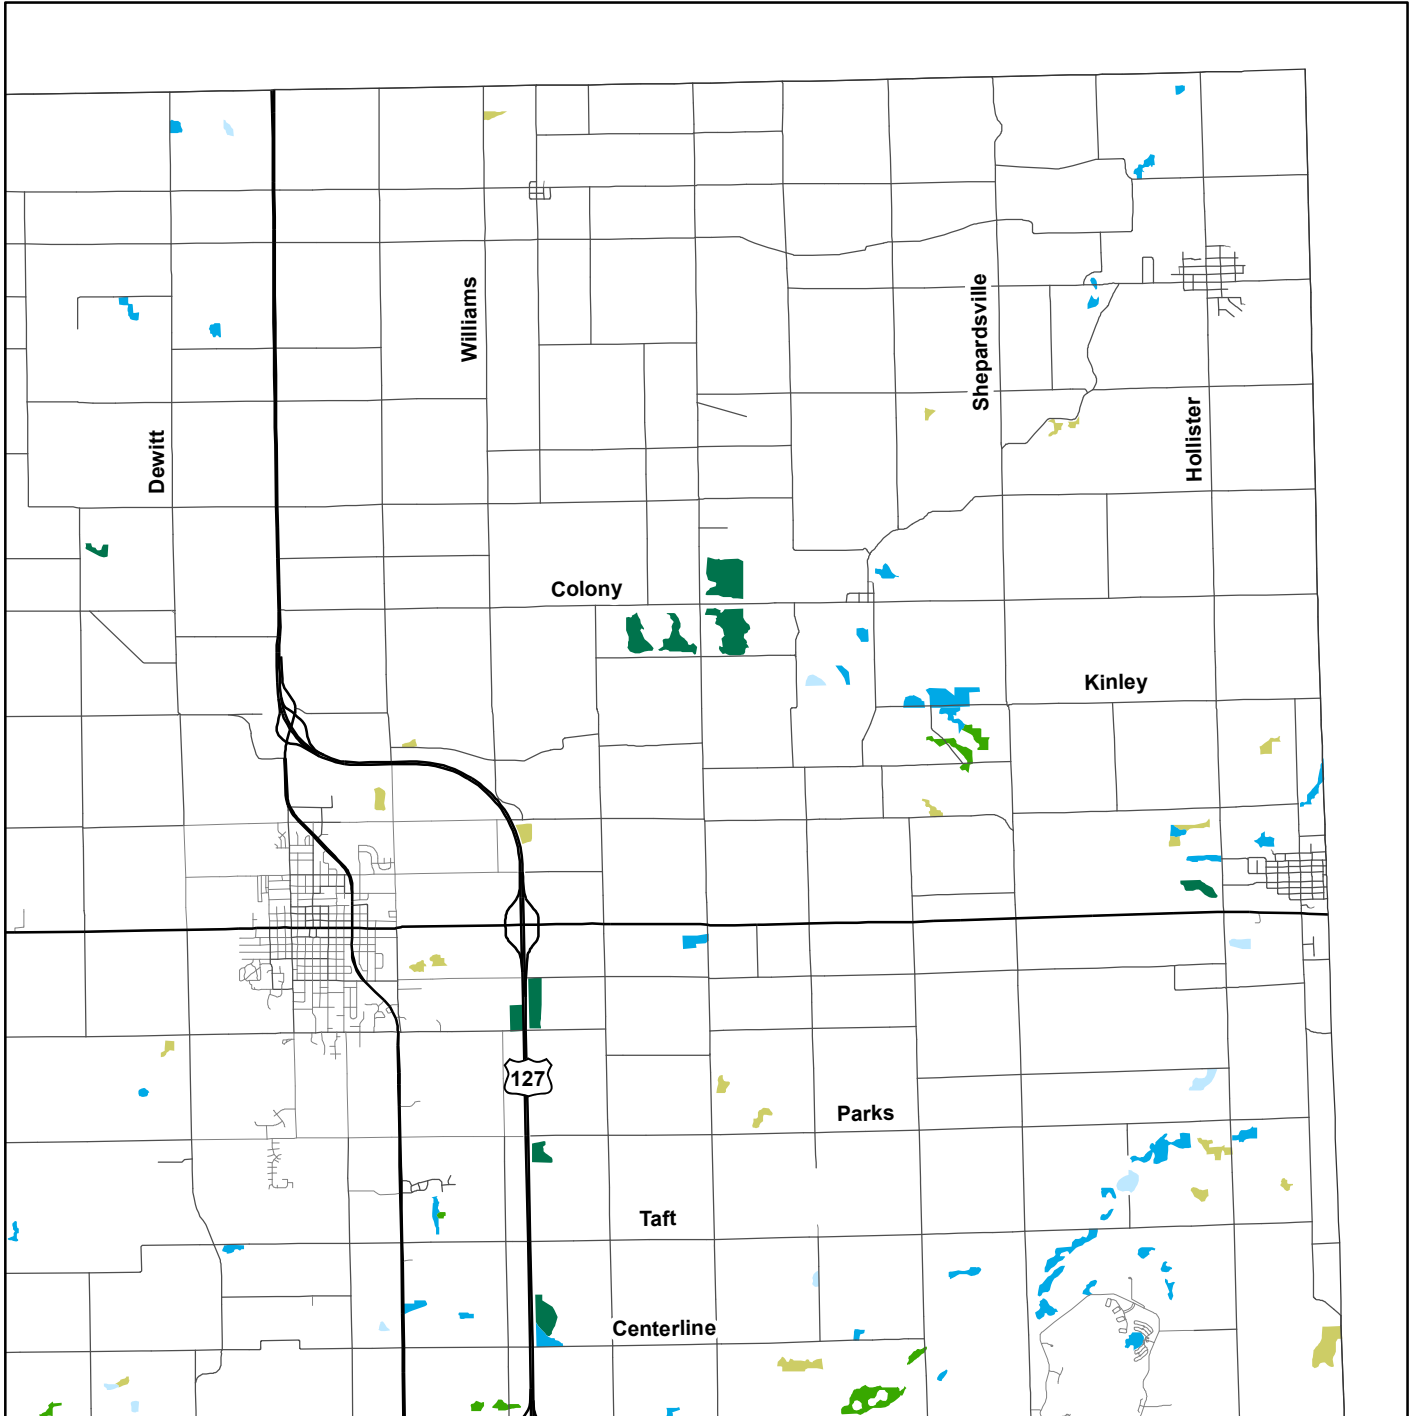 Williams
Shepardsville
Hollister
Dewitt
Colony
Kinley
127
Parks
Taft
Centerline